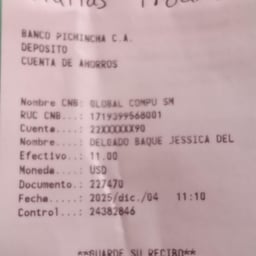 BANCO PICHINCHA C.A.
DEPOSITO
CUENTA DE AHORROS
Nombre CNB: GLOBAL COMPU SM
RUC CNB...: 1719399568001
Cuenta....: 22XXXXXX90
Nombre....: DELGADO BAQUE JESSICA DEL
Efectivo..: 11.00
Moneda....: USD
Documento.: 227470
Fecha.....: 2025/dic./04 11:10
Control...: 24382846
**GUARDE SU RECIBO**